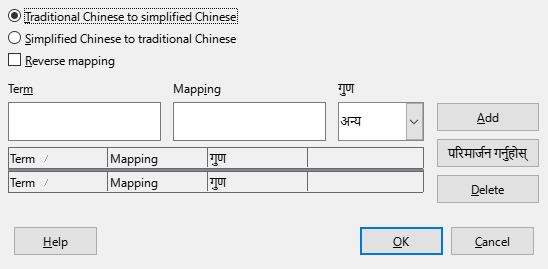 Traditional Chinese to simplified Chinese
Simplified Chinese to traditional Chinese
Reverse mapping
Term Mapping गुण
अन्य
Add
Term / Mapping गुण
परिमार्जन गर्नुहोस्
Term / Mapping गुण
Delete
Help OK Cancel